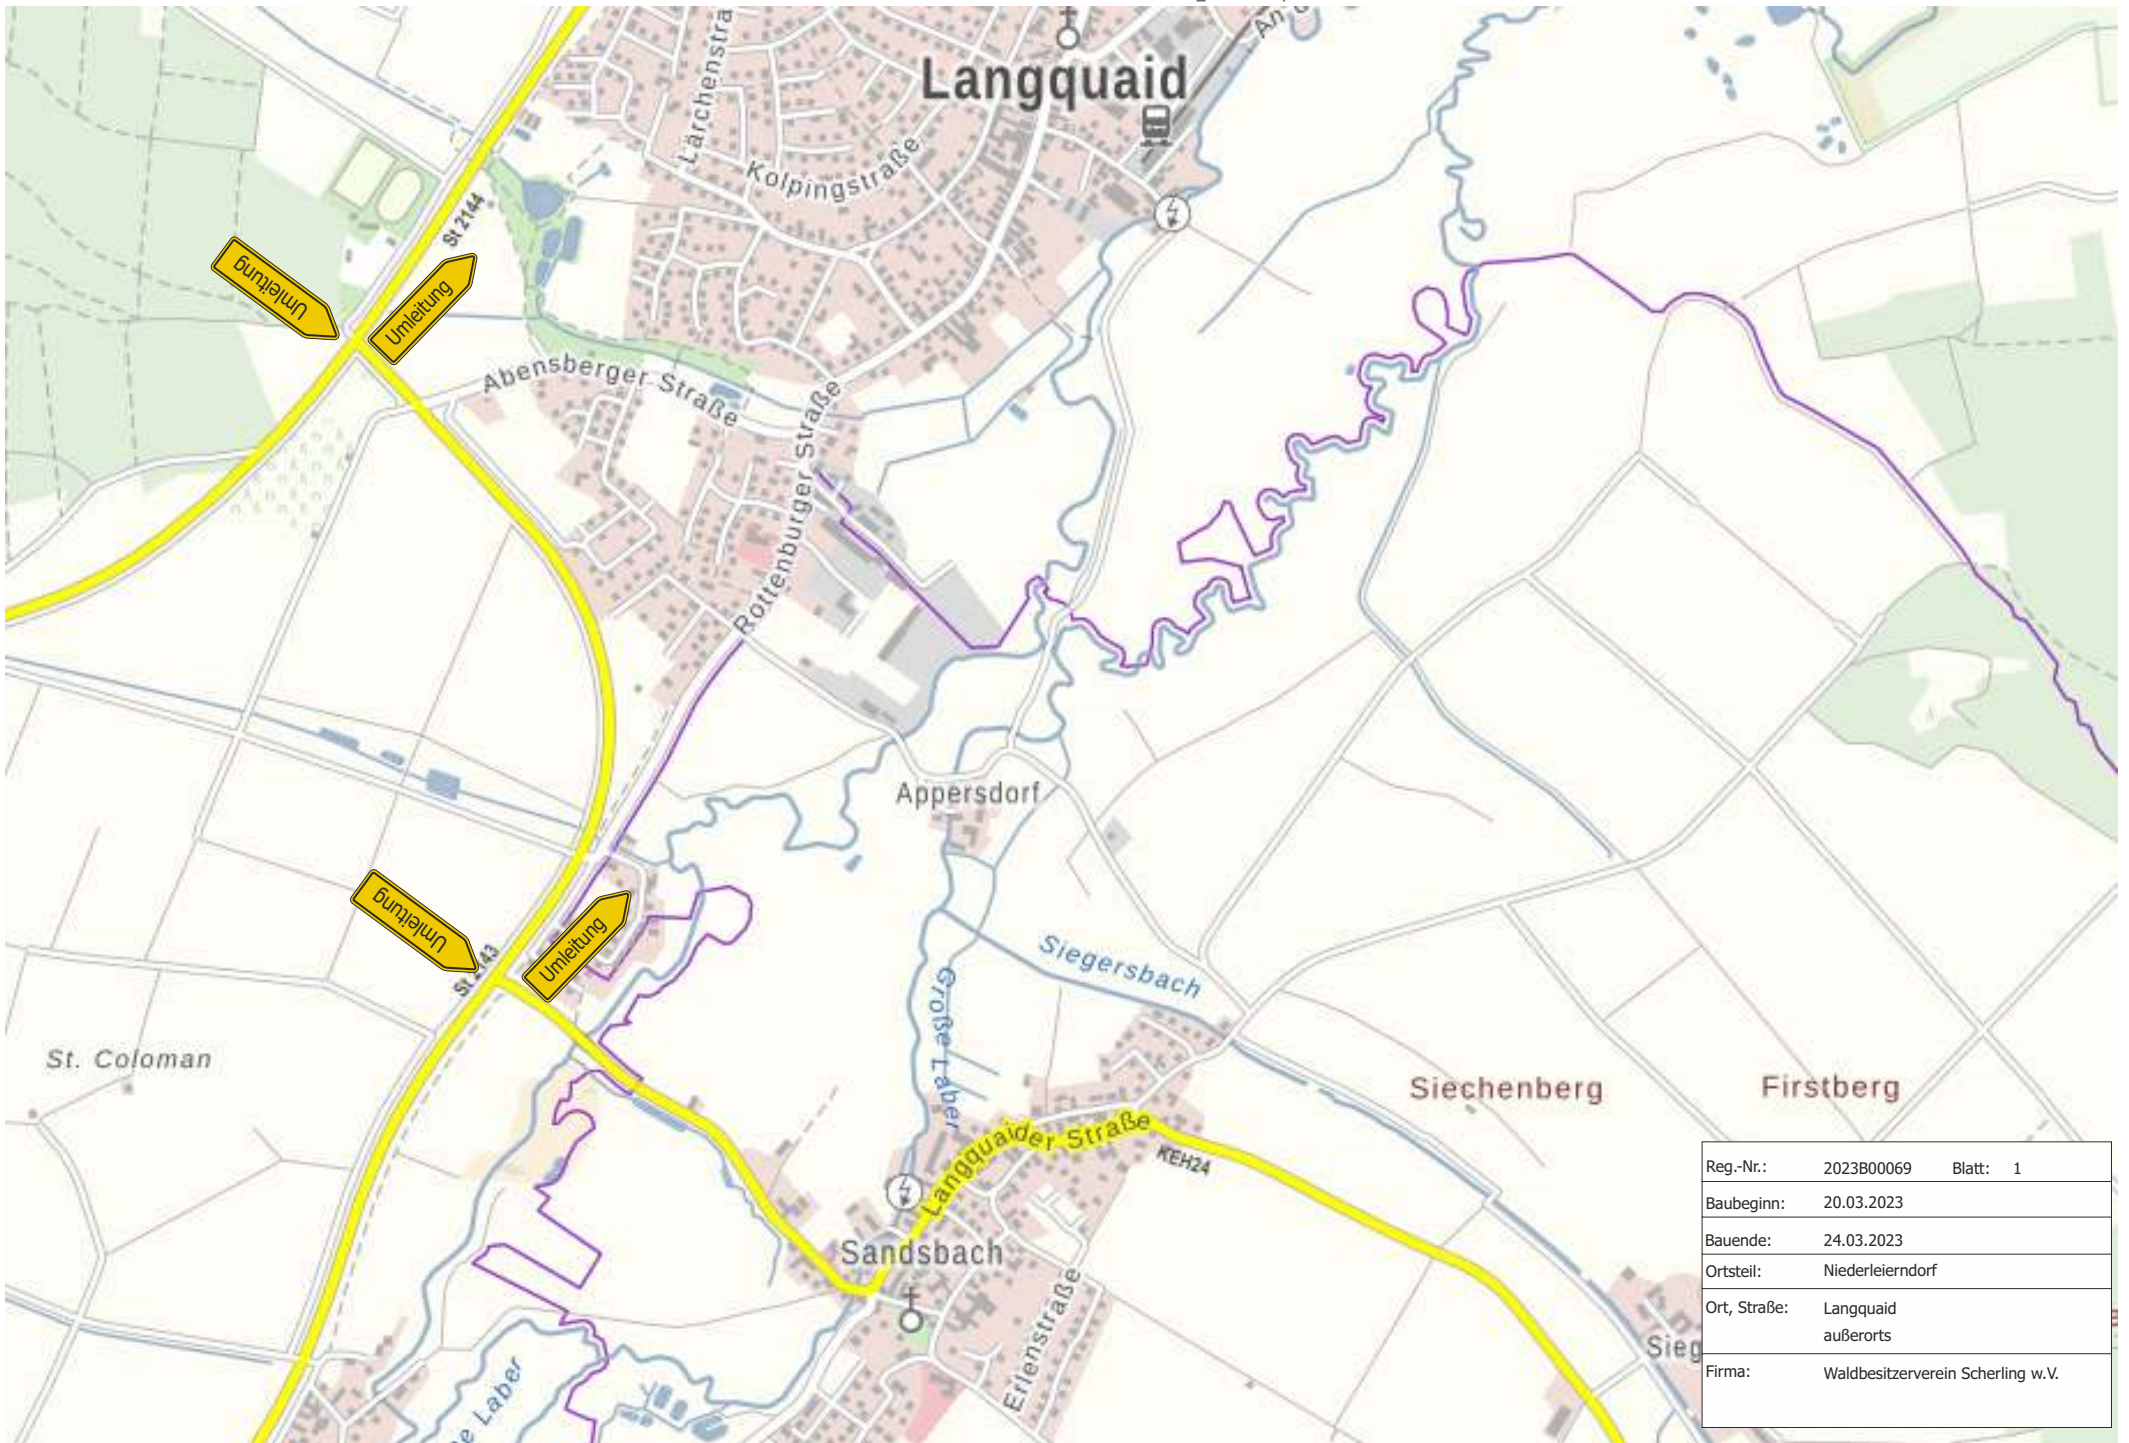 Langquaid
Lärchenstra
Kolpingstraße
St 2144
Umleitung
Umleitung
Abensberger Straße
Rottenburger Straße
Appersdorf
Umleitung
Umleitung
Siegersbach
Große Laber
St. Coloman
Siechenberg
Firstberg
Langquaider Straße
KEH24
Sandsbach
Erlenstraße
Sieg
e Laber
Reg.-Nr.: 2023B00069 Blatt: 1
Baubeginn: 20.03.2023
Bauende: 24.03.2023
Ortsteil: Niederleierndorf
Ort, Straße: Langquaid
außerorts
Firma: Waldbesitzerverein Scherling w.V.